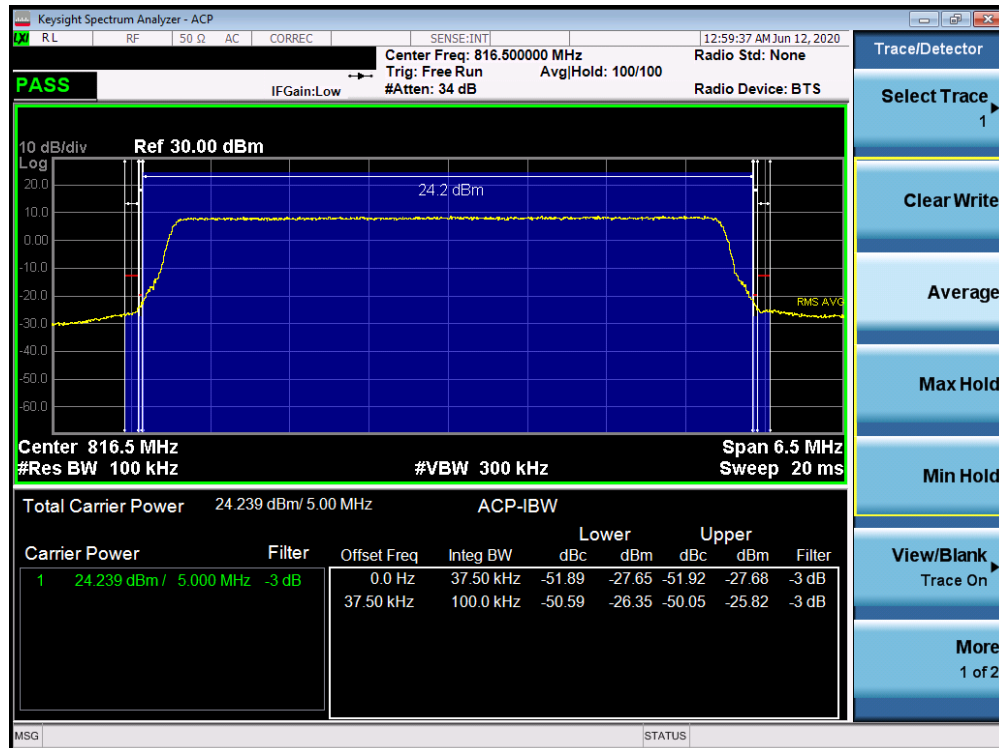 Keysight Spectrum Analyzer - ACP
LXI RL RF 50 Ω AC CORREC SENSE:INT 12:59:37 AM Jun 12, 2020
Center Freq: 816.500000 MHz Radio Std: None
Trig: Free Run Avg|Hold: 100/100
PASS IFGain:Low #Atten: 34 dB Radio Device: BTS
10 dB/div Ref 30.00 dBm
Log
20.0 24.2 dBm
10.0
0.00
-10.0
-20.0 RMS AVG
-30.0
-40.0
-50.0
-60.0
Center 816.5 MHz Span 6.5 MHz
#Res BW 100 kHz #VBW 300 kHz Sweep 20 ms
Total Carrier Power 24.239 dBm/ 5.00 MHz ACP-IBW
Lower Upper
Carrier Power Filter Offset Freq Integ BW dBc dBm dBc dBm Filter
1 24.239 dBm / 5.000 MHz -3 dB 0.0 Hz 37.50 kHz -51.89 -27.65 -51.92 -27.68 -3 dB
37.50 kHz 100.0 kHz -50.59 -26.35 -50.05 -25.82 -3 dB
MSG STATUS
Trace/Detector
Select Trace
1
Clear Write
Average
Max Hold
Min Hold
View/Blank
Trace On
More
1 of 2